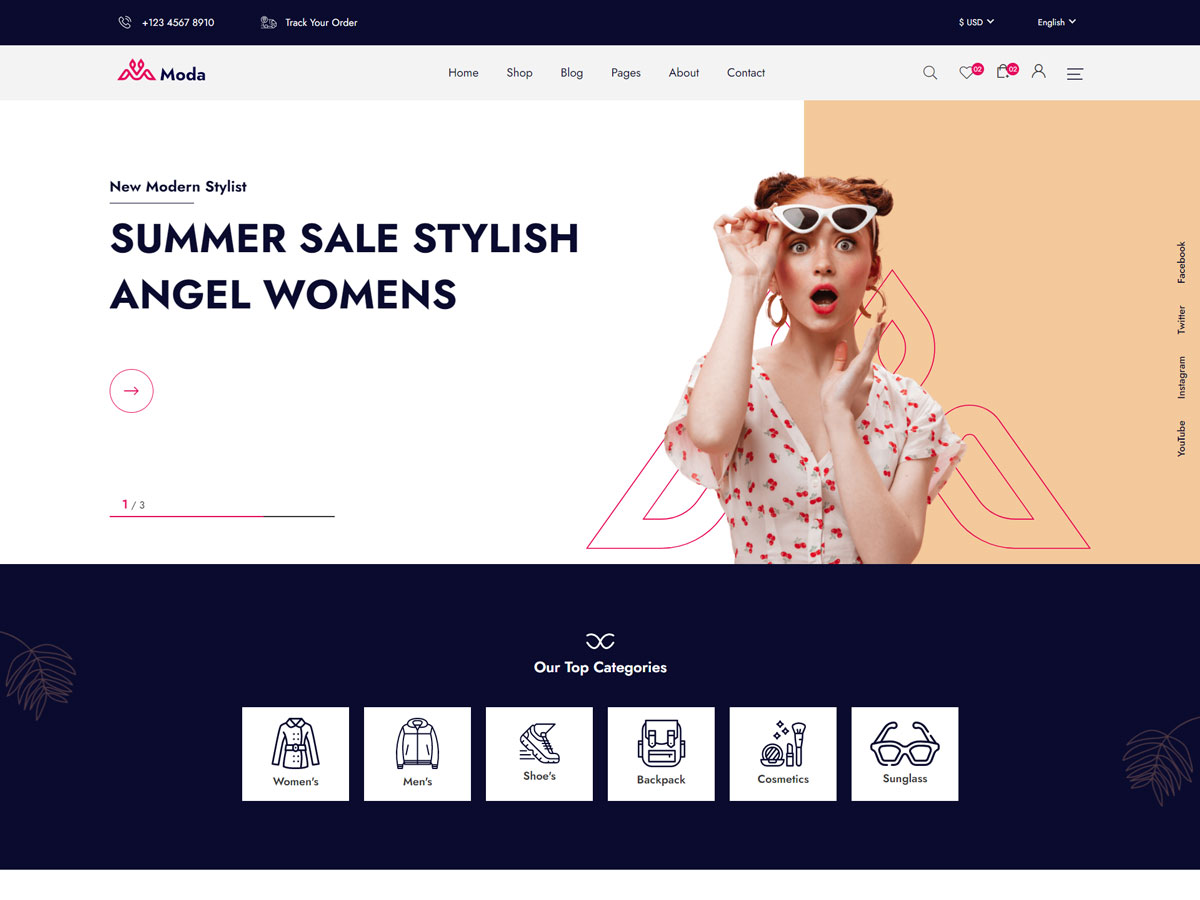 +123 4567 8910
Track Your Order
$ USD
English
Moda
Home
Shop
Blog
Pages
About
Contact
02
02
New Modern Stylist
SUMMER SALE STYLISH
ANGEL WOMENS
1 / 3
Facebook
Twitter
Instagram
YouTube
Our Top Categories
Women's
Men's
Shoe's
Backpack
Cosmetics
Sunglass